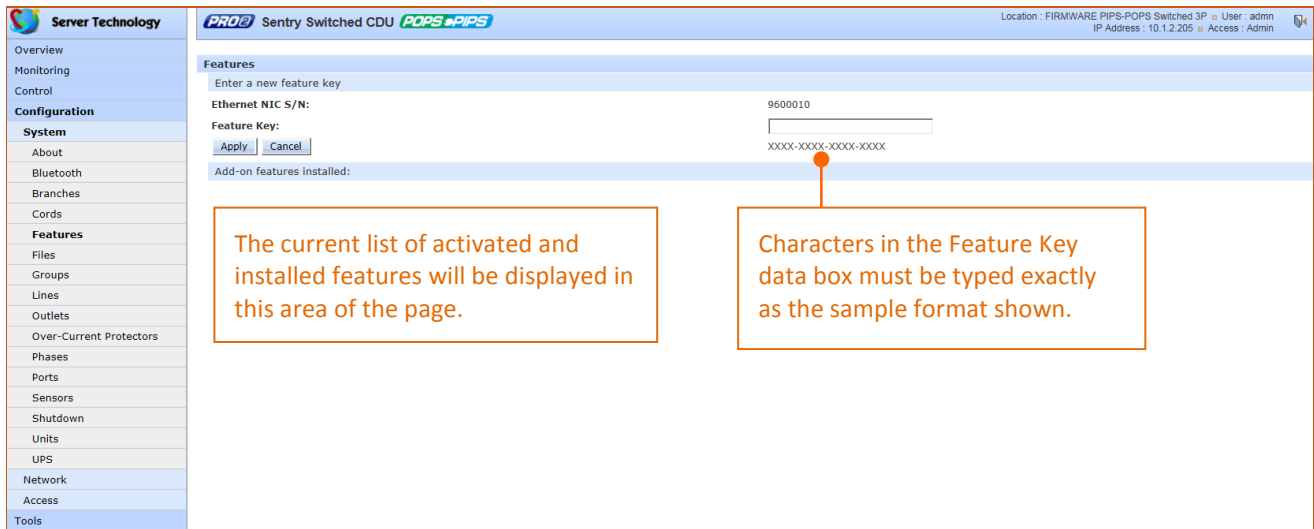 Server Technology
PRO2 Sentry Switched CDU POPS PIPS
Location : FIRMWARE PIPS-POPS Switched 3P User : admn
IP Address : 10.1.2.205 Access : Admin
Overview
Monitoring
Control
Configuration
System
About
Bluetooth
Branches
Cords
Features
Files
Groups
Lines
Outlets
Over-Current Protectors
Phases
Ports
Sensors
Shutdown
Units
UPS
Network
Access
Tools
Features
Enter a new feature key
Ethernet NIC S/N: 9600010
Feature Key:
Apply Cancel XXXX-XXXX-XXXX-XXXX
Add-on features installed:
The current list of activated and
installed features will be displayed in
this area of the page.
Characters in the Feature Key
data box must be typed exactly
as the sample format shown.